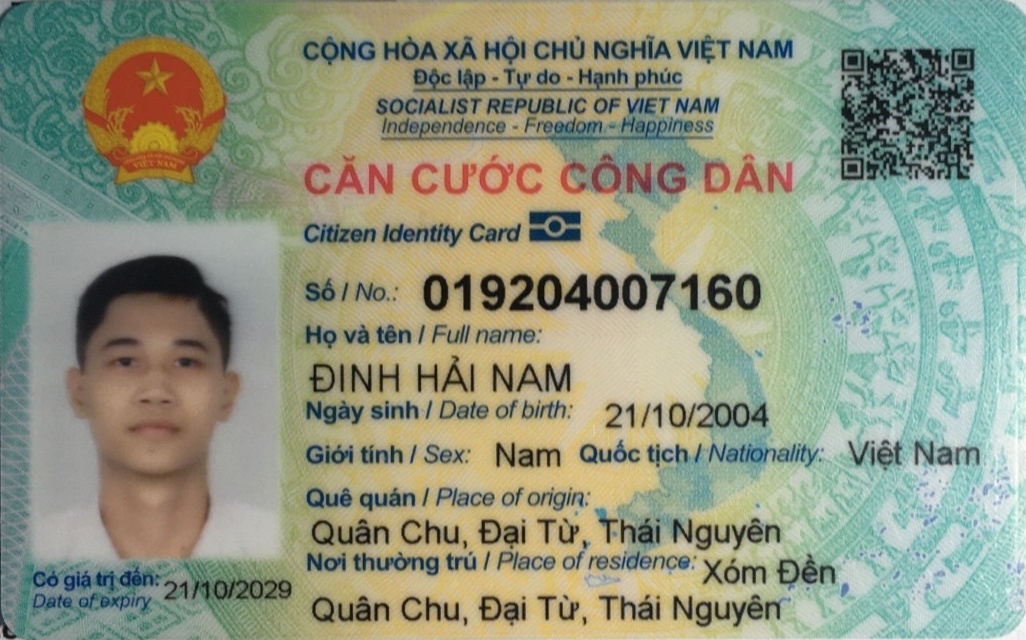 CỘNG HÒA XÃ HỘI CHỦ NGHĨA VIỆT NAM
Độc lập - Tự do - Hạnh phúc
SOCIALIST REPUBLIC OF VIET NAM
Independence - Freedom - Happiness
CĂN CƯỚC CÔNG DÂN
Citizen Identity Card
Số / No.: 019204007160
Họ và tên / Full name:
ĐINH HẢI NAM
Ngày sinh / Date of birth: 21/10/2004
Giới tính / Sex: Nam Quốc tịch / Nationality: Việt Nam
Quê quán / Place of origin:
Quân Chu, Đại Từ, Thái Nguyên
Nơi thường trú / Place of residence: Xóm Đền
Quân Chu, Đại Từ, Thái Nguyên
Có giá trị đến: 21/10/2029
Date of expiry
VIỆT NAM